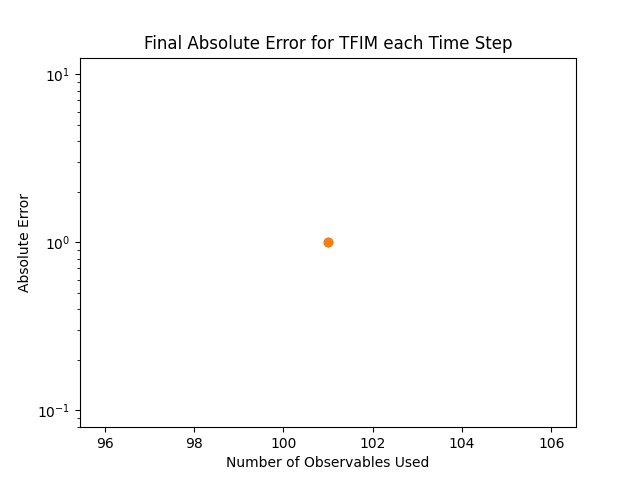 Final Absolute Error for TFIM each Time Step
10¹
10⁰
10⁻¹
Absolute Error
96 98 100 102 104 106
Number of Observables Used